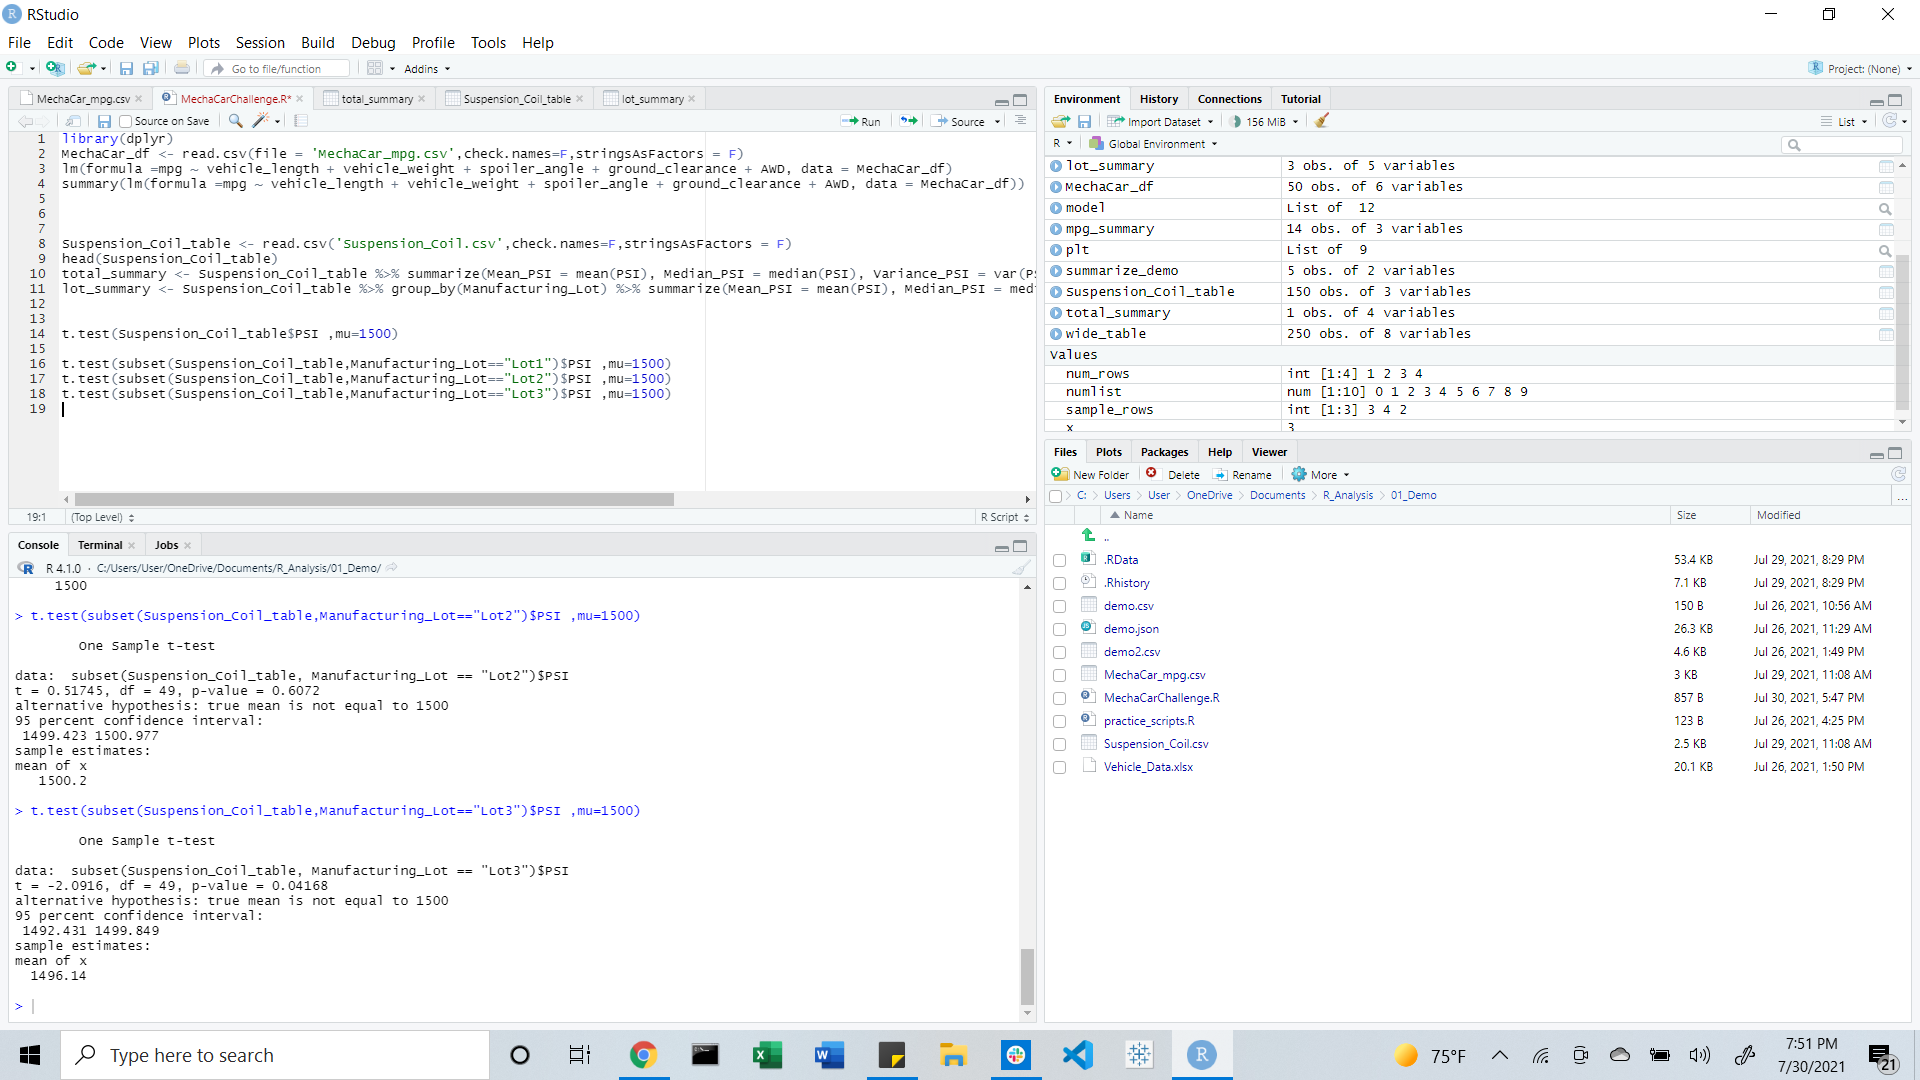 RStudio
File Edit Code View Plots Session Build Debug Profile Tools Help
Go to file/function Addins Project: (None)
MechaCar_mpg.csv MechaCarChallenge.R* total_summary Suspension_Coil_table lot_summary
Source on Save Run Source
1 library(dplyr)
2 MechaCar_df <- read.csv(file = 'MechaCar_mpg.csv',check.names=F,stringsAsFactors = F)
3 lm(formula =mpg ~ vehicle_length + vehicle_weight + spoiler_angle + ground_clearance + AWD, data = MechaCar_df)
4 summary(lm(formula =mpg ~ vehicle_length + vehicle_weight + spoiler_angle + ground_clearance + AWD, data = MechaCar_df))
5
6
7
8 Suspension_Coil_table <- read.csv('Suspension_Coil.csv',check.names=F,stringsAsFactors = F)
9 head(Suspension_Coil_table)
10 total_summary <- Suspension_Coil_table %>% summarize(Mean_PSI = mean(PSI), Median_PSI = median(PSI), Variance_PSI = var(PS
11 lot_summary <- Suspension_Coil_table %>% group_by(Manufacturing_Lot) %>% summarize(Mean_PSI = mean(PSI), Median_PSI = med
12
13
14 t.test(Suspension_Coil_table$PSI ,mu=1500)
15
16 t.test(subset(Suspension_Coil_table,Manufacturing_Lot=="Lot1")$PSI ,mu=1500)
17 t.test(subset(Suspension_Coil_table,Manufacturing_Lot=="Lot2")$PSI ,mu=1500)
18 t.test(subset(Suspension_Coil_table,Manufacturing_Lot=="Lot3")$PSI ,mu=1500)
19
19:1 (Top Level) R Script
Console Terminal Jobs
R 4.1.0 · C:/Users/User/OneDrive/Documents/R_Analysis/01_Demo/
1500
> t.test(subset(Suspension_Coil_table,Manufacturing_Lot=="Lot2")$PSI ,mu=1500)
One Sample t-test
data: subset(Suspension_Coil_table, Manufacturing_Lot == "Lot2")$PSI
t = 0.51745, df = 49, p-value = 0.6072
alternative hypothesis: true mean is not equal to 1500
95 percent confidence interval:
1499.423 1500.977
sample estimates:
mean of x
1500.2
> t.test(subset(Suspension_Coil_table,Manufacturing_Lot=="Lot3")$PSI ,mu=1500)
One Sample t-test
data: subset(Suspension_Coil_table, Manufacturing_Lot == "Lot3")$PSI
t = -2.0916, df = 49, p-value = 0.04168
alternative hypothesis: true mean is not equal to 1500
95 percent confidence interval:
1492.431 1499.849
sample estimates:
mean of x
1496.14
>
Environment History Connections Tutorial
Import Dataset 156 MiB List
R Global Environment
lot_summary 3 obs. of 5 variables
MechaCar_df 50 obs. of 6 variables
model List of 12
mpg_summary 14 obs. of 3 variables
plt List of 9
summarize_demo 5 obs. of 2 variables
Suspension_Coil_table 150 obs. of 3 variables
total_summary 1 obs. of 4 variables
wide_table 250 obs. of 8 variables
Values
num_rows int [1:4] 1 2 3 4
numlist num [1:10] 0 1 2 3 4 5 6 7 8 9
sample_rows int [1:3] 3 4 2
x 3
Files Plots Packages Help Viewer
New Folder Delete Rename More
C: Users User OneDrive Documents R_Analysis 01_Demo ...
Name Size Modified
..
.RData 53.4 KB Jul 29, 2021, 8:29 PM
.Rhistory 7.1 KB Jul 29, 2021, 8:29 PM
demo.csv 150 B Jul 26, 2021, 10:56 AM
demo.json 26.3 KB Jul 26, 2021, 11:29 AM
demo2.csv 4.6 KB Jul 26, 2021, 1:49 PM
MechaCar_mpg.csv 3 KB Jul 29, 2021, 11:08 AM
MechaCarChallenge.R 857 B Jul 30, 2021, 5:47 PM
practice_scripts.R 123 B Jul 26, 2021, 4:25 PM
Suspension_Coil.csv 2.5 KB Jul 29, 2021, 11:08 AM
Vehicle_Data.xlsx 20.1 KB Jul 26, 2021, 1:50 PM
Type here to search
75°F
7:51 PM
7/30/2021
21